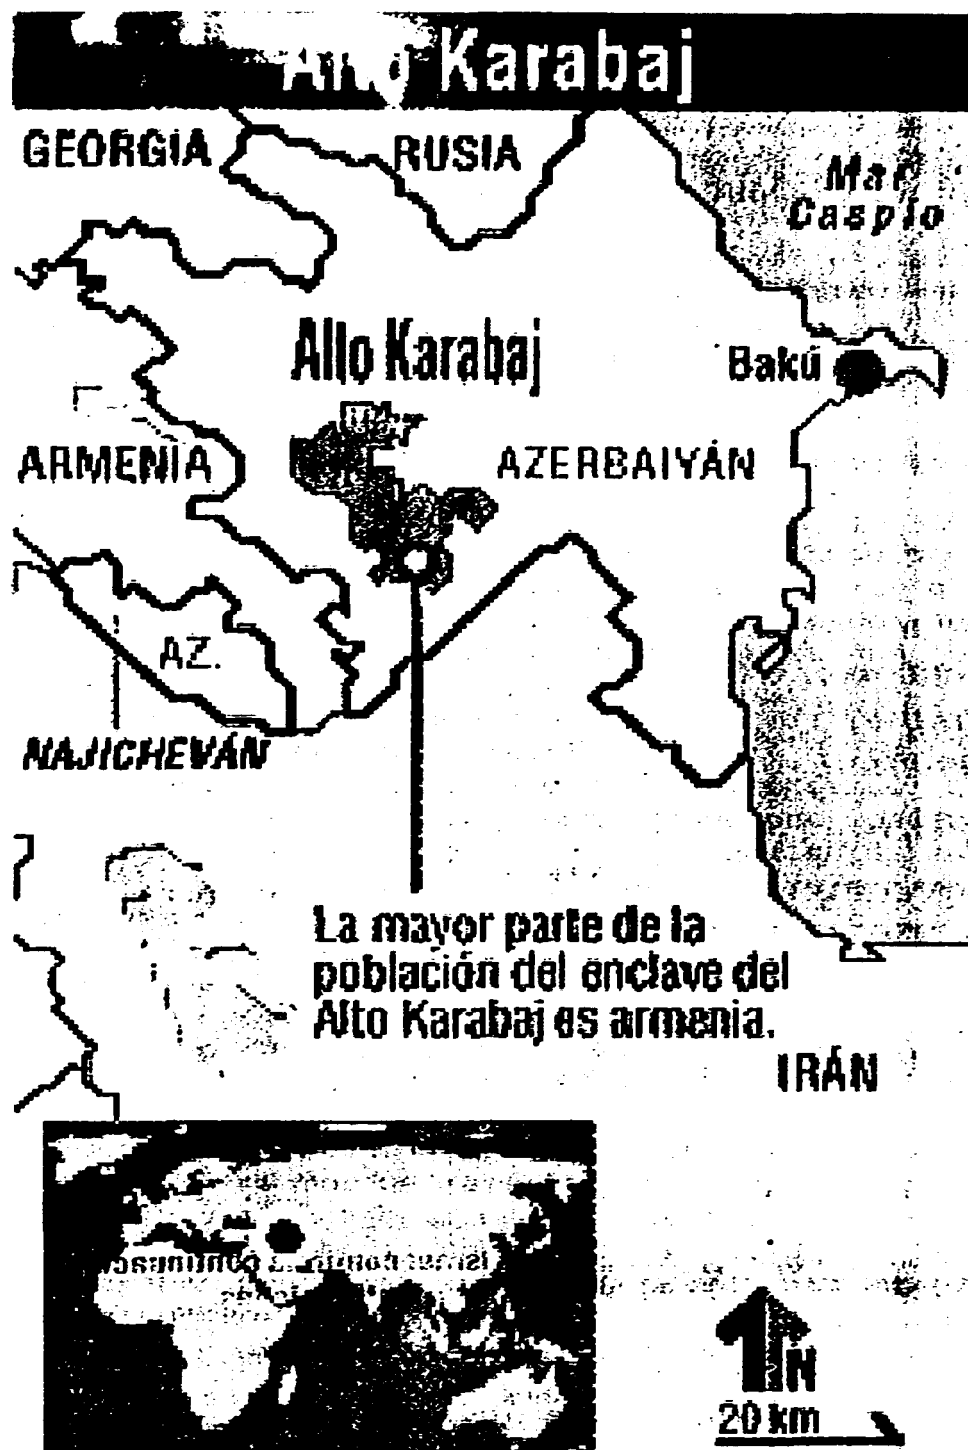 Alto Karabaj
GEORGIA
RUSIA
Mar
Caspio
Alto Karabaj
Bakú
ARMENIA
AZERBAIYÁN
AZ.
NAJICHEVÁN
La mayor parte de la
población del enclave del
Alto Karabaj es armenia.
IRÁN
N
20 km